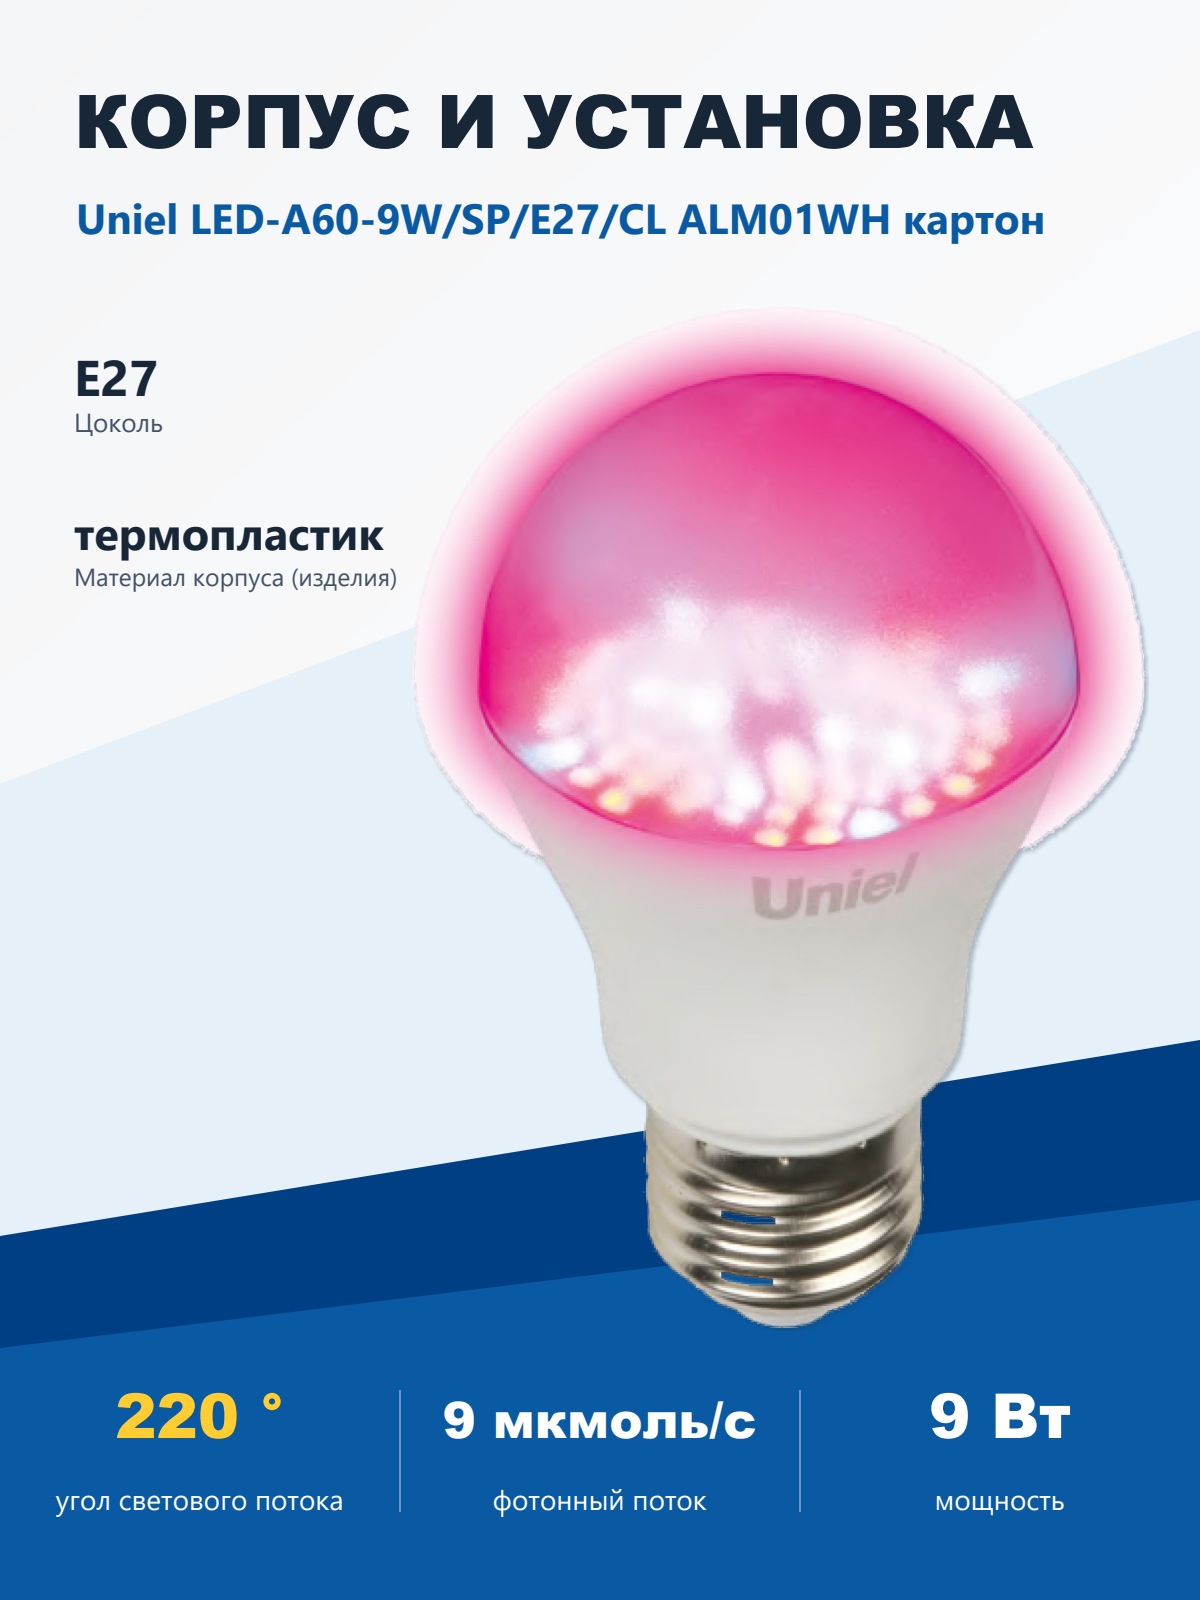 КОРПУС И УСТАНОВКА
Uniel LED-A60-9W/SP/E27/CL ALM01WH картон
E27
Цоколь
термопластик
Материал корпуса (изделия)
Uniel
220 °
угол светового потока
9 мкмоль/с
фотонный поток
9 Вт
мощность